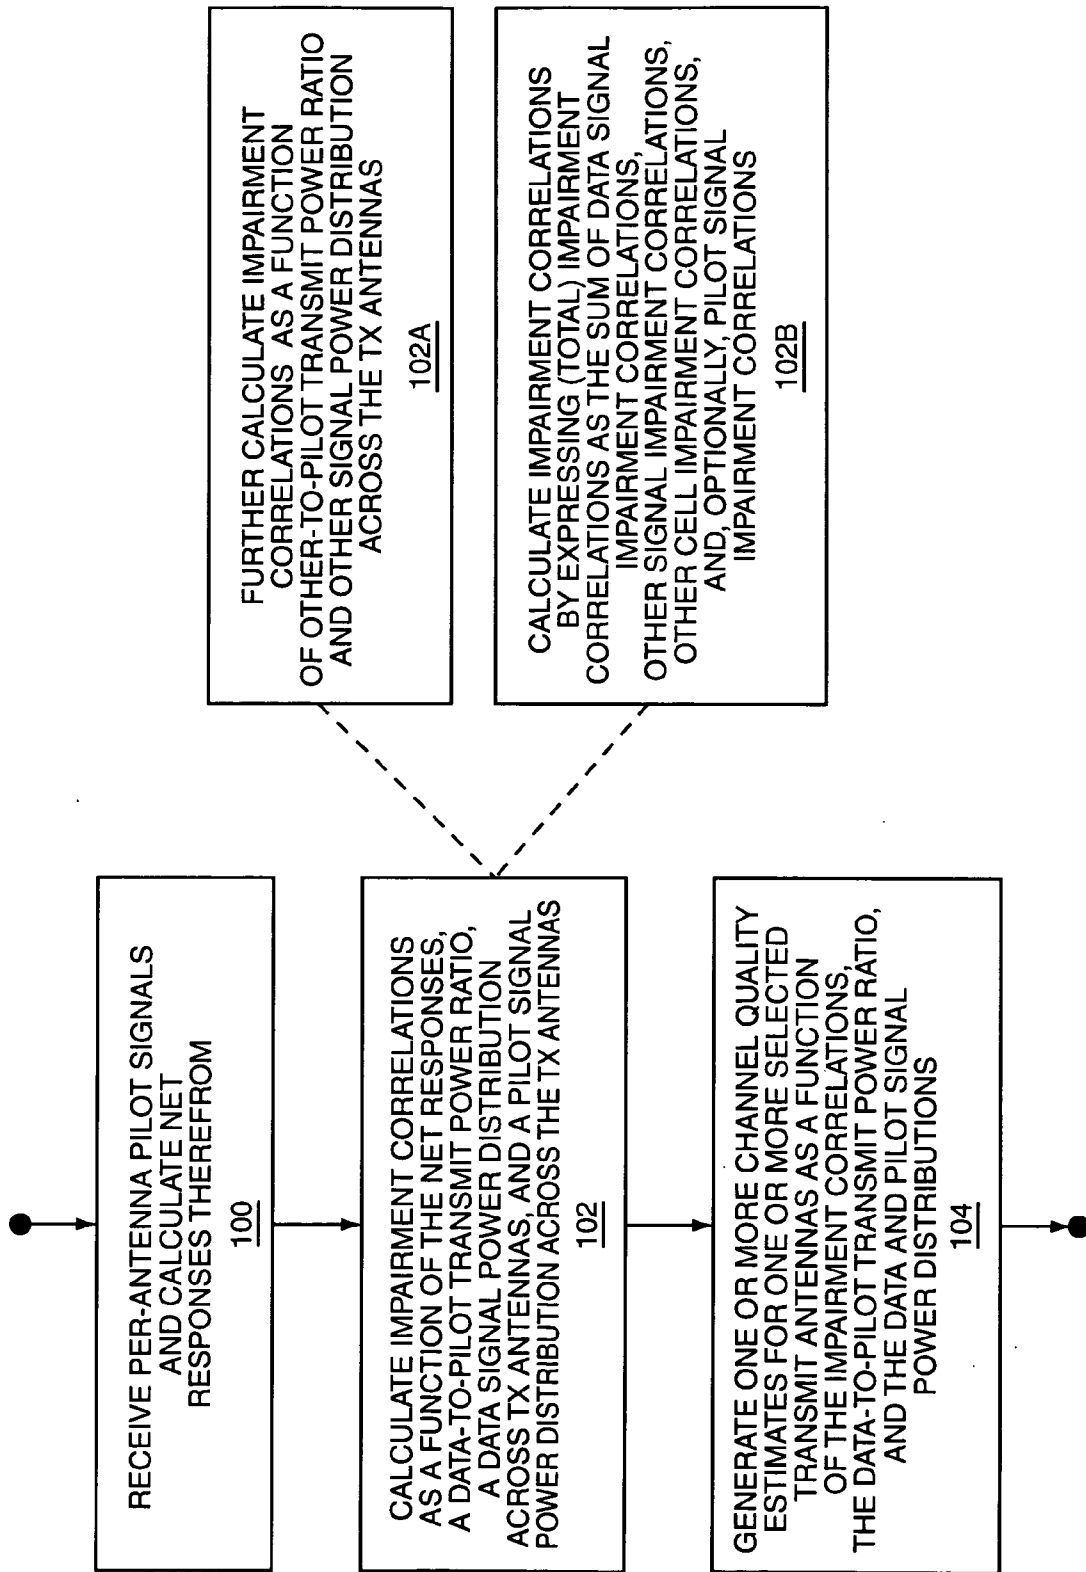 RECEIVE PER-ANTENNA PILOT SIGNALS
AND CALCULATE NET
RESPONSES THEREFROM
100
CALCULATE IMPAIRMENT CORRELATIONS
AS A FUNCTION OF THE NET RESPONSES,
A DATA-TO-PILOT TRANSMIT POWER RATIO,
A DATA SIGNAL POWER DISTRIBUTION
ACROSS TX ANTENNAS, AND A PILOT SIGNAL
POWER DISTRIBUTION ACROSS THE TX ANTENNAS
102
GENERATE ONE OR MORE CHANNEL QUALITY
ESTIMATES FOR ONE OR MORE SELECTED
TRANSMIT ANTENNAS AS A FUNCTION
OF THE IMPAIRMENT CORRELATIONS,
THE DATA-TO-PILOT TRANSMIT POWER RATIO,
AND THE DATA AND PILOT SIGNAL
POWER DISTRIBUTIONS
104
FURTHER CALCULATE IMPAIRMENT
CORRELATIONS AS A FUNCTION
OF OTHER-TO-PILOT TRANSMIT POWER RATIO
AND OTHER SIGNAL POWER DISTRIBUTION
ACROSS THE TX ANTENNAS
102A
CALCULATE IMPAIRMENT CORRELATIONS
BY EXPRESSING (TOTAL) IMPAIRMENT
CORRELATIONS AS THE SUM OF DATA SIGNAL
IMPAIRMENT CORRELATIONS,
OTHER SIGNAL IMPAIRMENT CORRELATIONS,
OTHER CELL IMPAIRMENT CORRELATIONS,
AND, OPTIONALLY, PILOT SIGNAL
IMPAIRMENT CORRELATIONS
102B